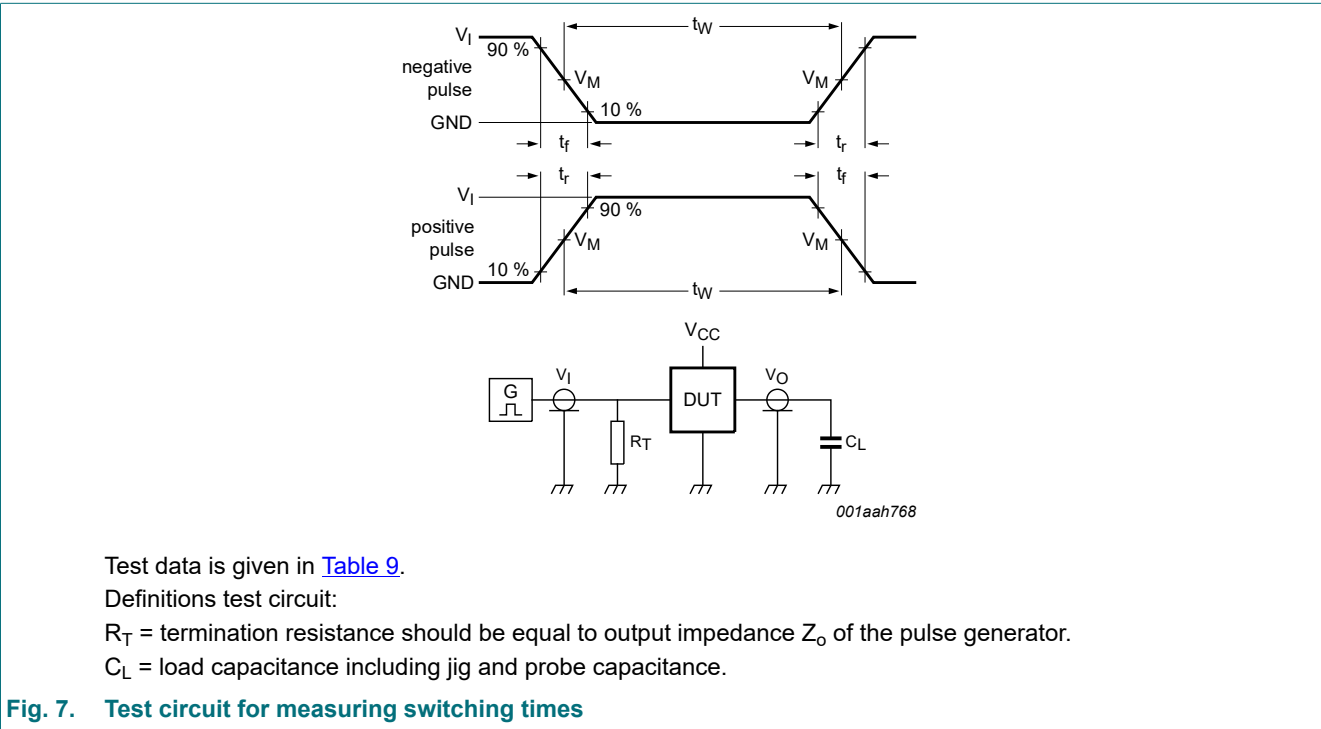 tW
VI
90 %
negative
pulse
VM
VM
10 %
GND
tf
tr
tr
tf
VI
90 %
positive
pulse
VM
VM
10 %
GND
tW
VCC
VI
VO
G
DUT
RT
CL
001aah768
Test data is given in Table 9.
Definitions test circuit:
RT = termination resistance should be equal to output impedance Zo of the pulse generator.
CL = load capacitance including jig and probe capacitance.
Fig. 7. Test circuit for measuring switching times